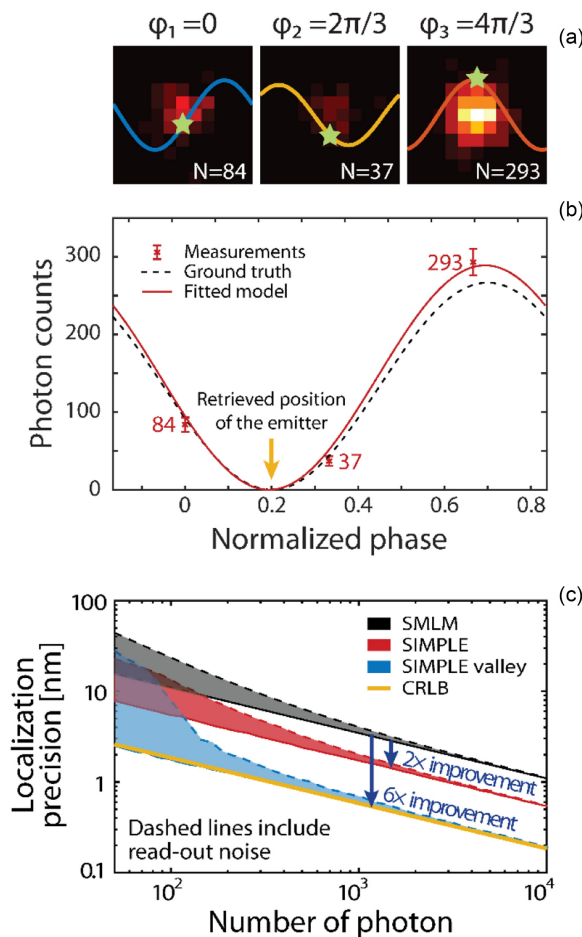 φ₁ = 0
φ₂ = 2π/3
φ₃ = 4π/3
(a)
N=84
N=37
N=293
(b)
Photon counts
300
200
100
0
Measurements
Ground truth
Fitted model
293
84
37
Retrieved position
of the emitter
0
0.2
0.4
0.6
0.8
Normalized phase
(c)
Localization
precision [nm]
100
10
1
0.1
SMLM
SIMPLE
SIMPLE valley
CRLB
2x improvement
6x improvement
Dashed lines include
read-out noise
10²
10³
10⁴
Number of photon